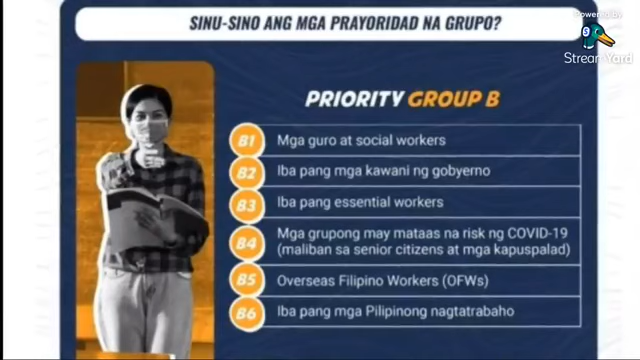 SINU-SINO ANG MGA PRAYORIDAD NA GRUPO?
Powered by
StreamYard
PRIORITY GROUP B
B1 Mga guro at social workers
B2 Iba pang mga kawani ng gobyerno
B3 Iba pang essential workers
B4 Mga grupong may mataas na risk ng COVID-19
(maliban sa senior citizens at mga kapuspalad)
B5 Overseas Filipino Workers (OFWs)
B6 Iba pang mga Pilipinong nagtatrabaho